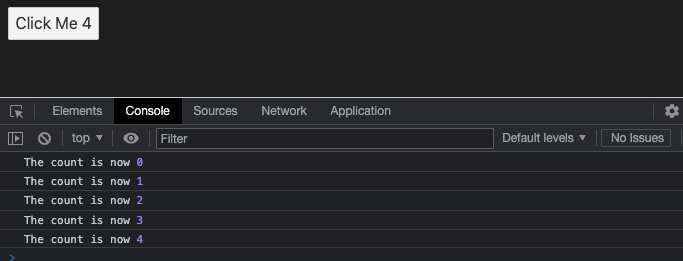 Click Me 4
Elements Console Sources Network Application
top Filter Default levels No Issues
The count is now 0
The count is now 1
The count is now 2
The count is now 3
The count is now 4
>